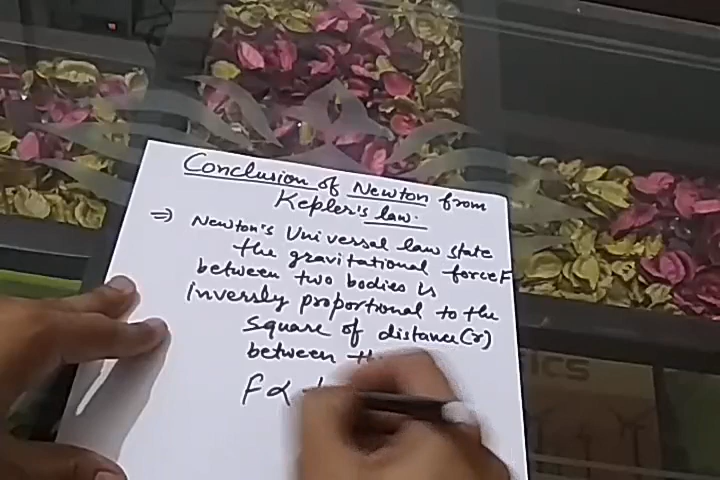 Conclusion of Newton from
Kepler's law.
⇒ Newton's Universal law state
the gravitational force F
between two bodies is
inversly proportional to the
square of distance (r)
between
F ∝
ICS